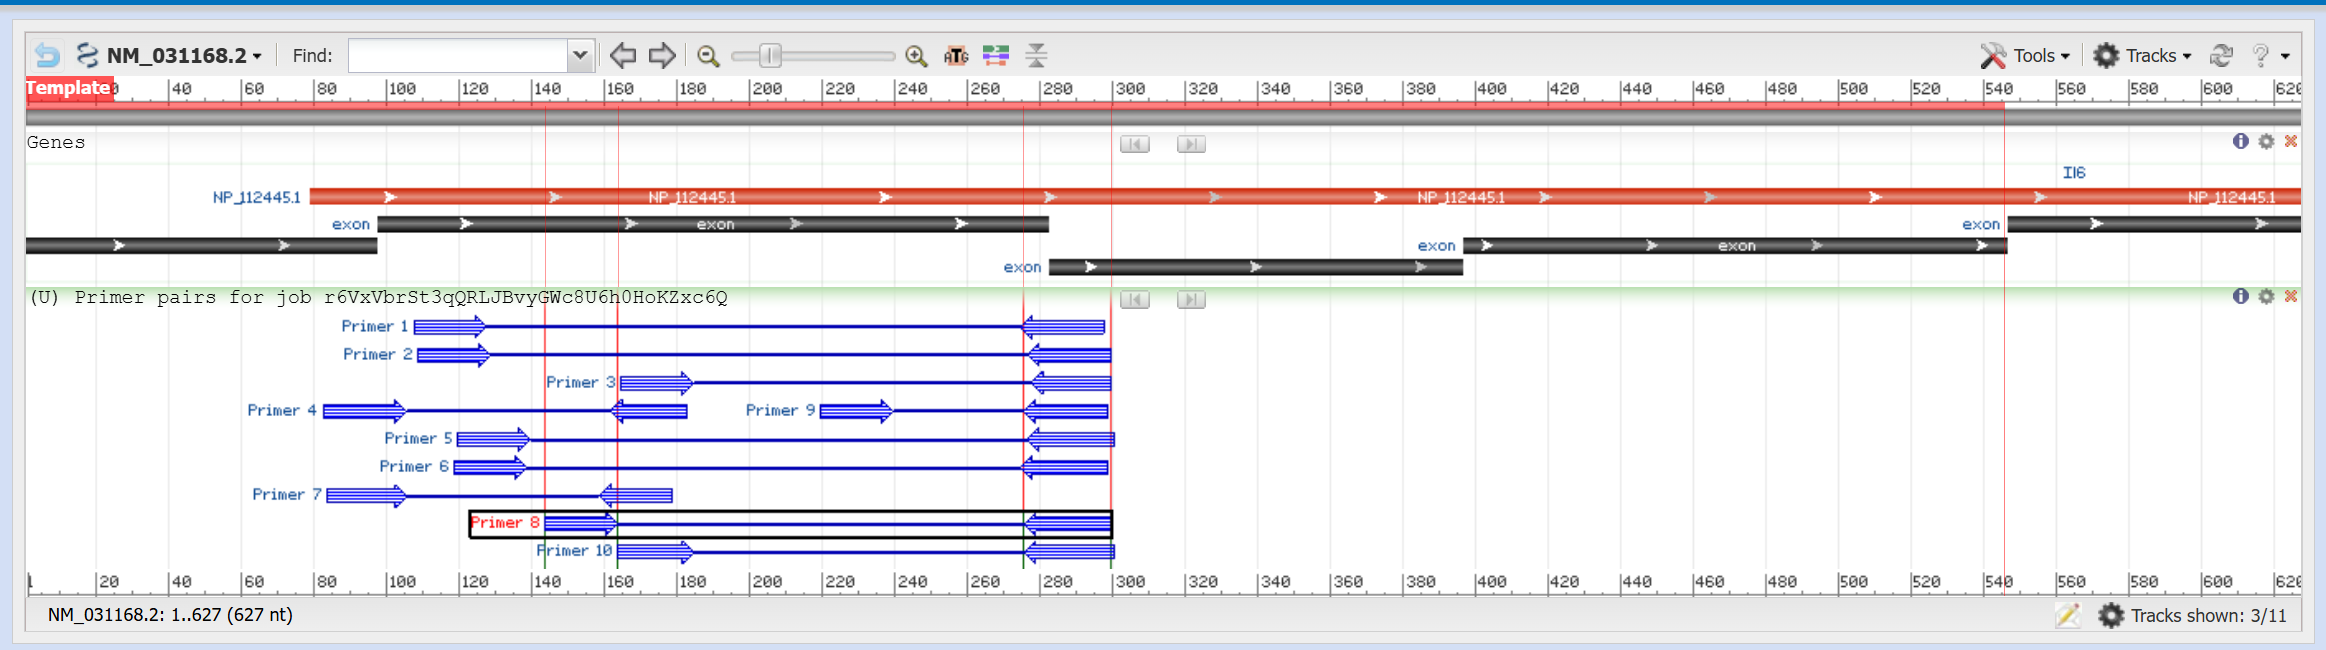 NM_031168.2 Find: Tools Tracks ?
Template 40 60 80 100 120 140 160 180 200 220 240 260 280 300 320 340 360 380 400 420 440 460 480 500 520 540 560 580 600 620
Genes
Il6
NP_112445.1 NP_112445.1 NP_112445.1 NP_112445.1
exon exon exon
exon exon
exon
(U) Primer pairs for job r6VxVbrSt3qQRLJBvyGWc8U6h0HoKZxc6Q
Primer 1
Primer 2
Primer 3
Primer 4 Primer 9
Primer 5
Primer 6
Primer 7
Primer 8
Primer 10
1 20 40 60 80 100 120 140 160 180 200 220 240 260 280 300 320 340 360 380 400 420 440 460 480 500 520 540 560 580 600 620
NM_031168.2: 1..627 (627 nt) Tracks shown: 3/11